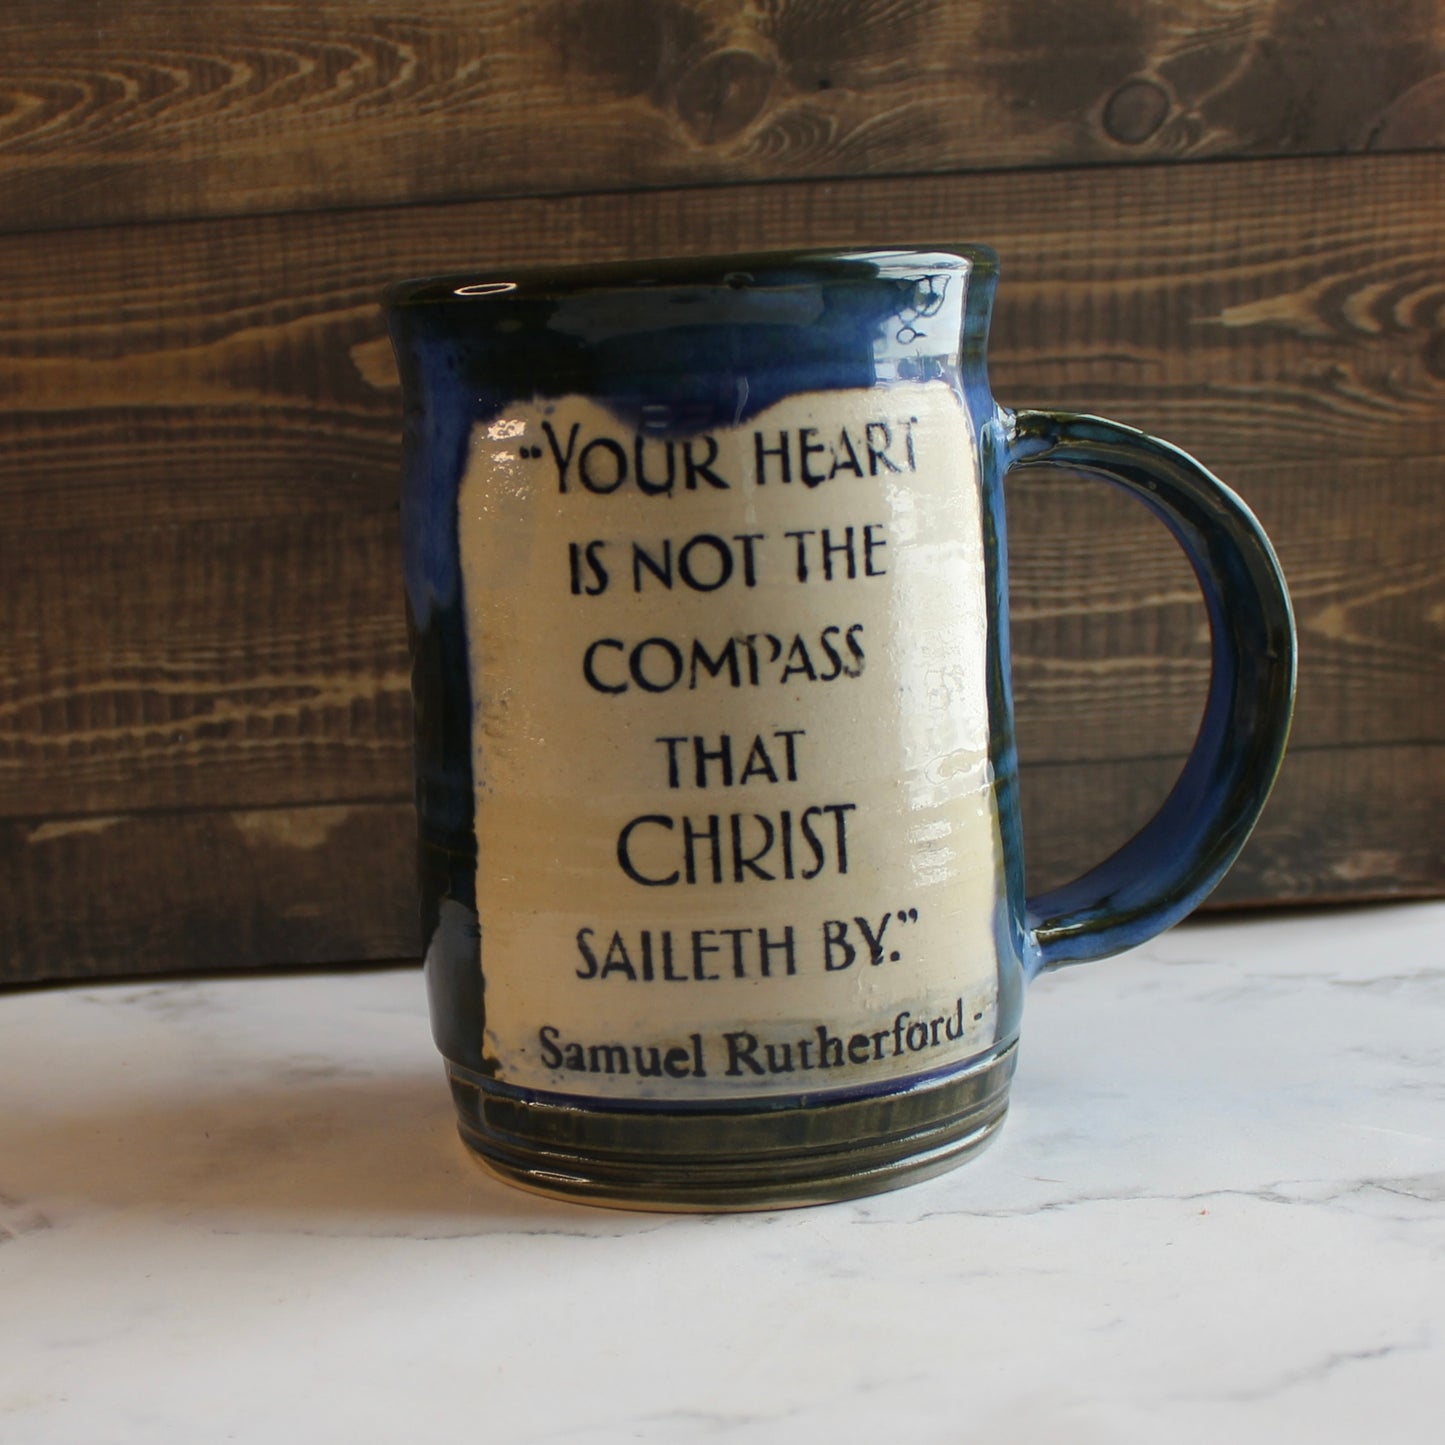 “YOUR HEART
IS NOT THE
COMPASS
THAT
CHRIST
SAILETH BY.”
Samuel Rutherford -